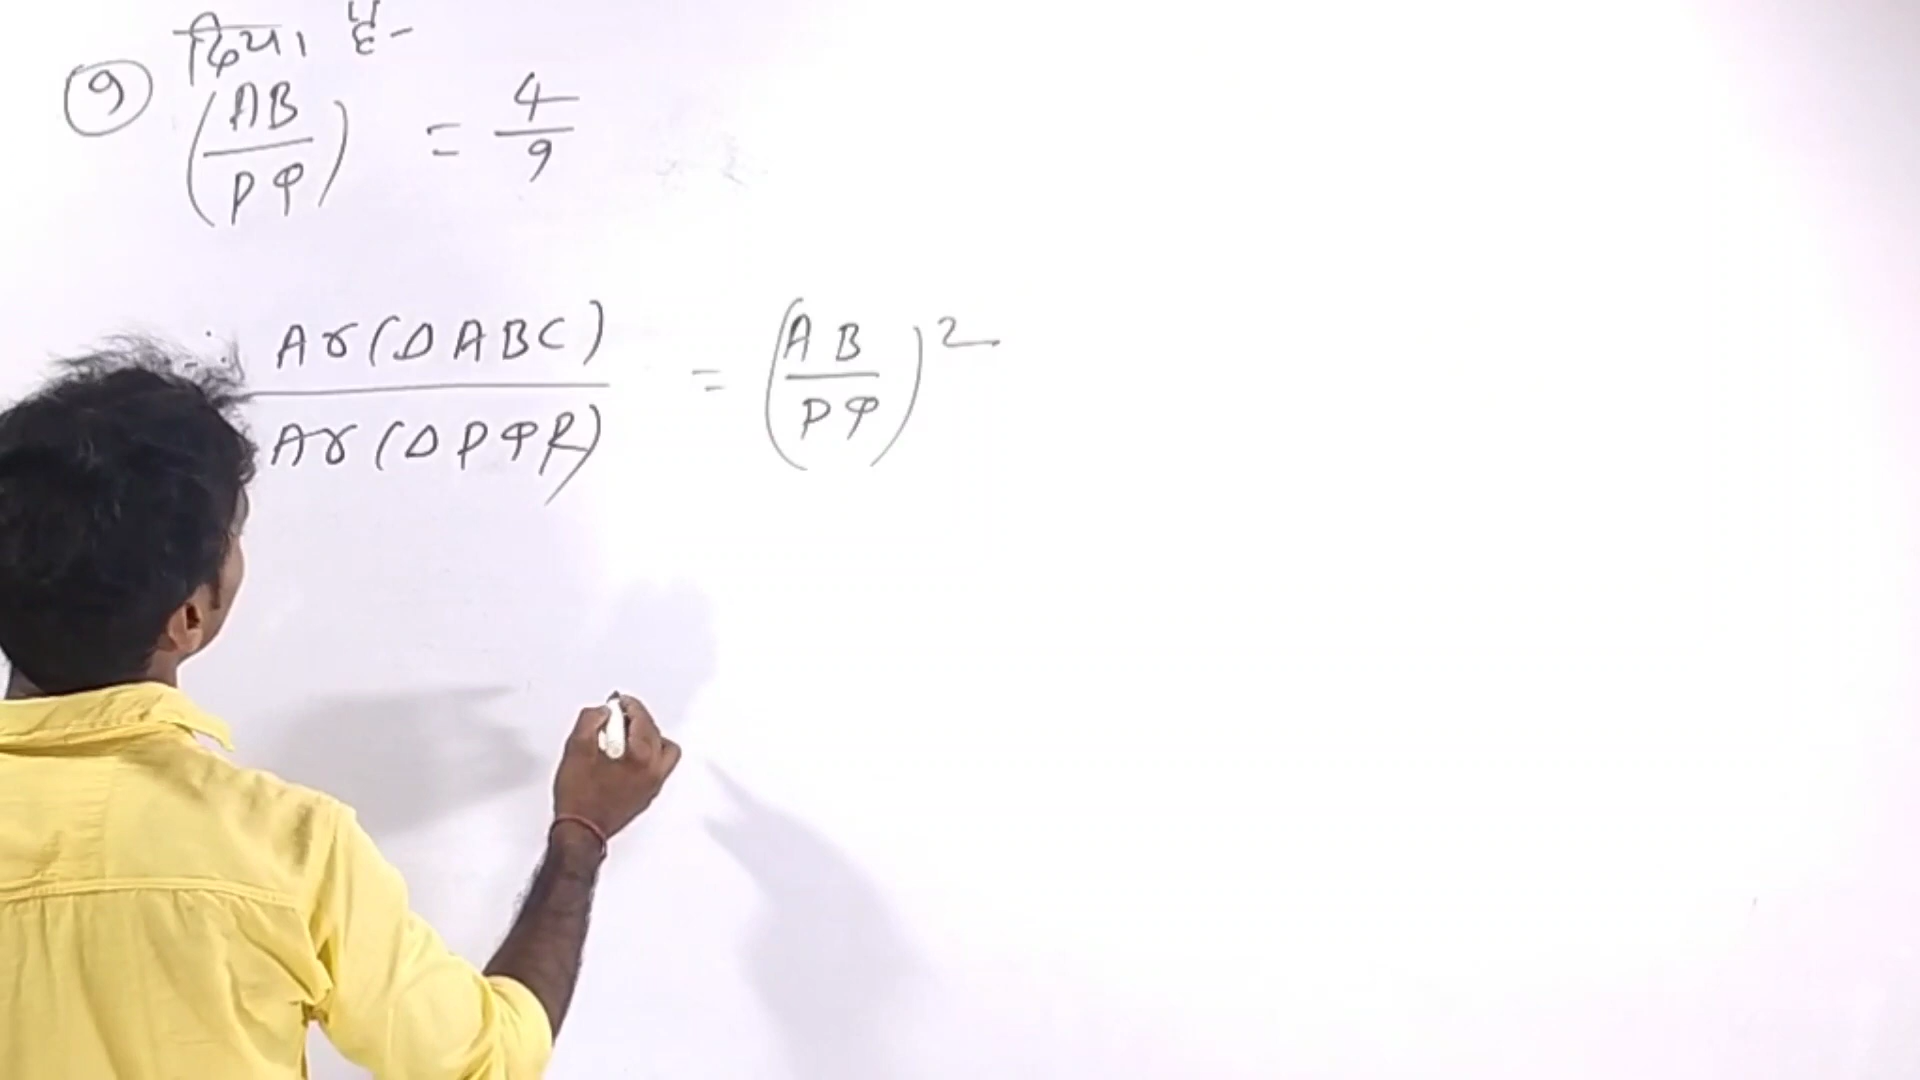 दिया है-
(9) (AB/PQ) = 4/9
∵ Ar(ΔABC)/Ar(ΔPQR) = (AB/PQ)²